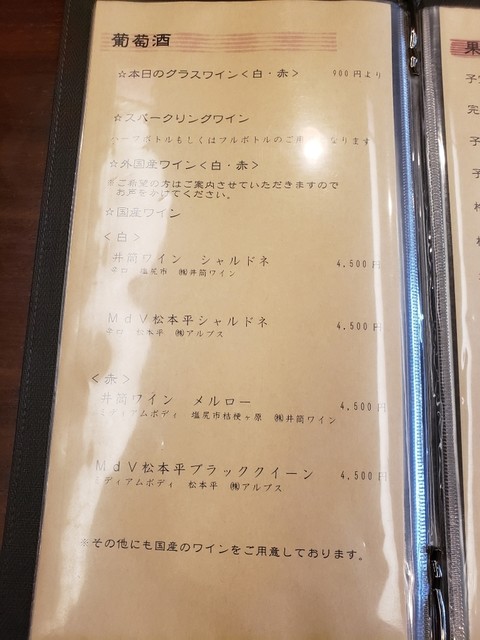 葡萄酒
☆本日のグラスワイン＜白・赤＞ 900円より
☆スパークリングワイン
ハーフボトルもしくはフルボトルのご用 なります
☆外国産ワイン＜白・赤＞
※ご希望の方はご案内させていただきますので
お声をかけてください。
☆国産ワイン
＜白＞
井筒ワイン シャルドネ 4,500円
辛口 塩尻市 ㈱井筒ワイン
MdV松本平シャルドネ 4,500円
辛口 松本平 ㈱アルプス
＜赤＞
井筒ワイン メルロー 4,500円
ミディアムボディ 塩尻市桔梗ヶ原 ㈱井筒ワイン
MdV松本平ブラッククイーン 4,500円
ミディアムボディ 松本平 ㈱アルプス
※その他にも国産のワインをご用意しております。
果